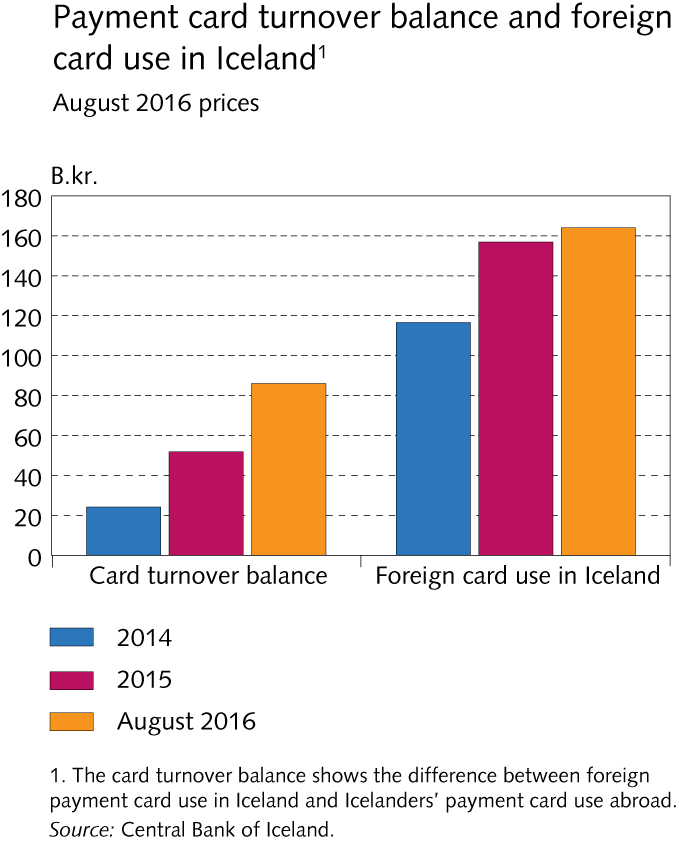 Payment card turnover balance and foreign
card use in Iceland1
August 2016 prices
B.kr.
180
160
140
120
100
80
60
40
20
0
Card turnover balance
Foreign card use in Iceland
2014
2015
August 2016
1. The card turnover balance shows the difference between foreign
payment card use in Iceland and Icelanders’ payment card use abroad.
Source: Central Bank of Iceland.